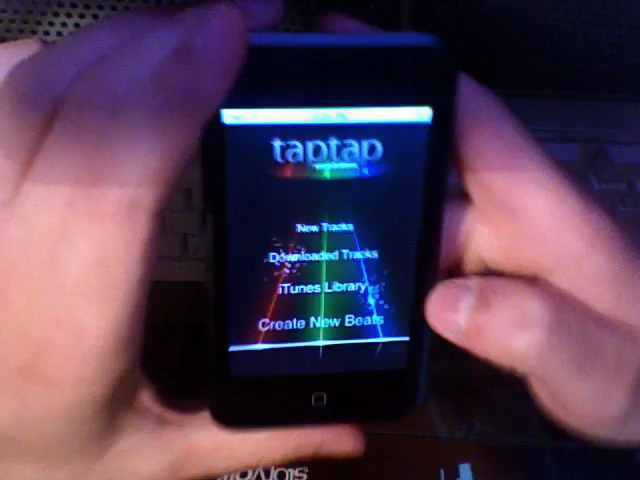 taptap
New Tracks
Downloaded Tracks
iTunes Library
Create New Beats